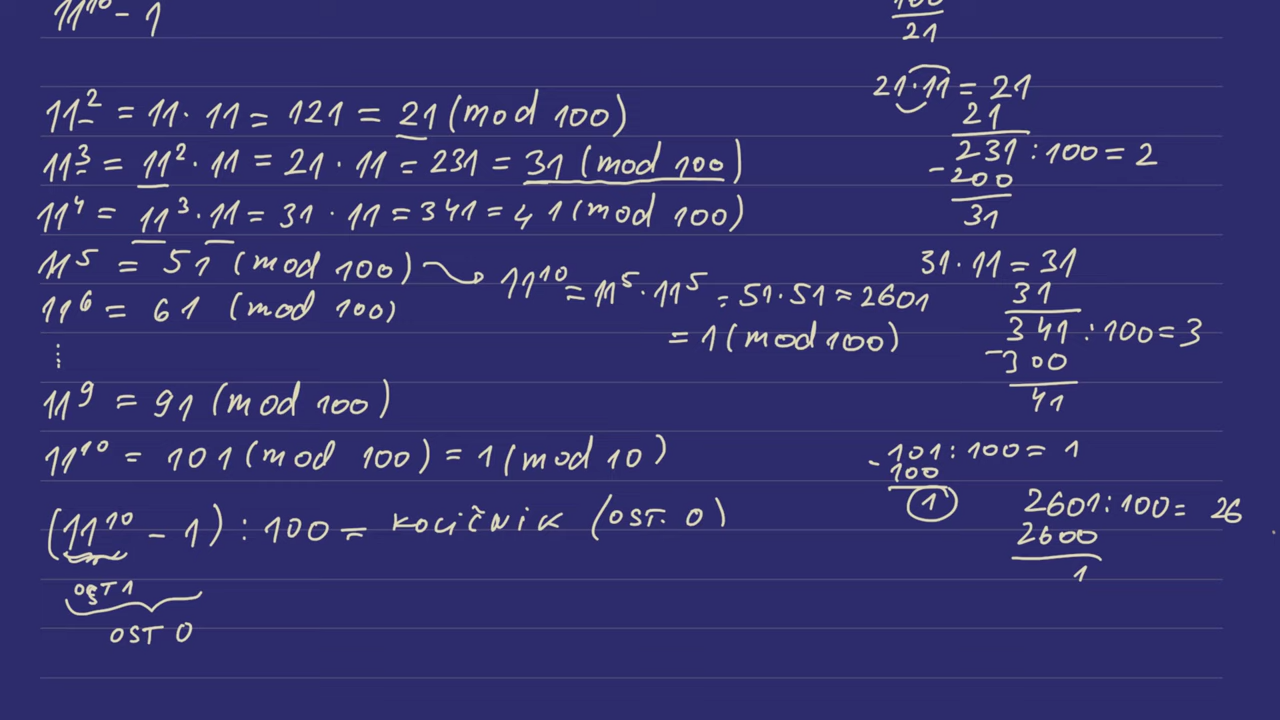 11¹⁰ - 1
11² = 11 · 11 = 121 = 21 (mod 100)
11³ = 11² · 11 = 21 · 11 = 231 = 31 (mod 100)
11⁴ = 11³ · 11 = 31 · 11 = 341 = 41 (mod 100)
11⁵ = 51 (mod 100)
11¹⁰ = 11⁵ · 11⁵ = 51 · 51 = 2601
= 1 (mod 100)
11⁶ = 61 (mod 100)
⋮
11⁹ = 91 (mod 100)
11¹⁰ = 101 (mod 100) = 1 (mod 10)
(11¹⁰ - 1) : 100 = KOLIČNIK (OST. 0)
OST 1
OST 0
100
21
21 · 11 = 21
21
231 : 100 = 2
- 200
31
31 · 11 = 31
31
341 : 100 = 3
- 300
41
101 : 100 = 1
- 100
1
2601 : 100 = 26
2600
1